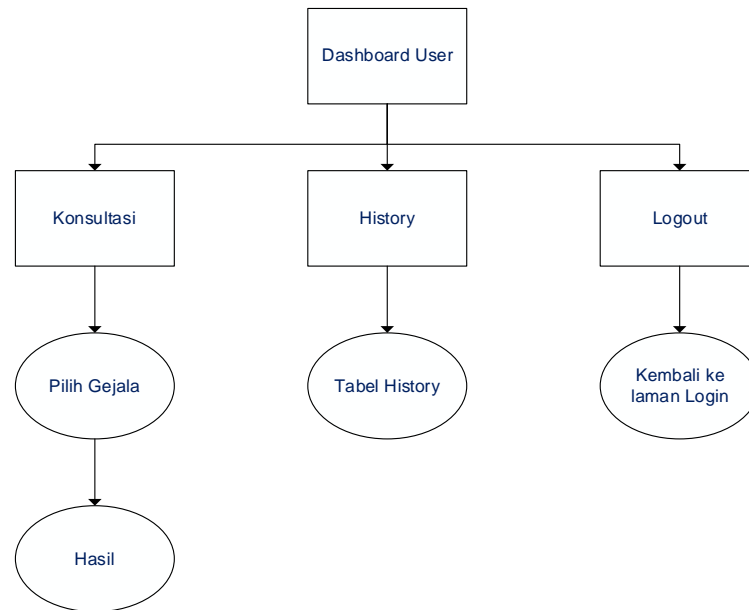 Dashboard User
Konsultasi
History
Logout
Pilih Gejala
Tabel History
Kembali ke
laman Login
Hasil